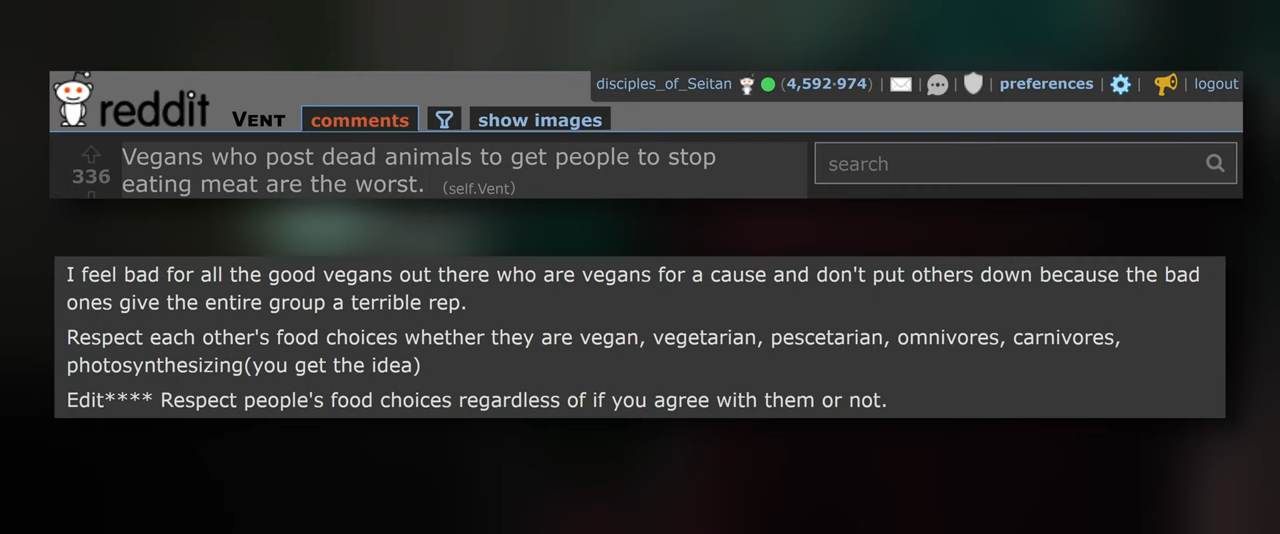 disciples_of_Seitan (4,592·974) | | | | preferences | | | logout
reddit VENT comments show images
Vegans who post dead animals to get people to stop
eating meat are the worst. (self.Vent)
336
search
I feel bad for all the good vegans out there who are vegans for a cause and don't put others down because the bad
ones give the entire group a terrible rep.
Respect each other's food choices whether they are vegan, vegetarian, pescetarian, omnivores, carnivores,
photosynthesizing(you get the idea)
Edit**** Respect people's food choices regardless of if you agree with them or not.